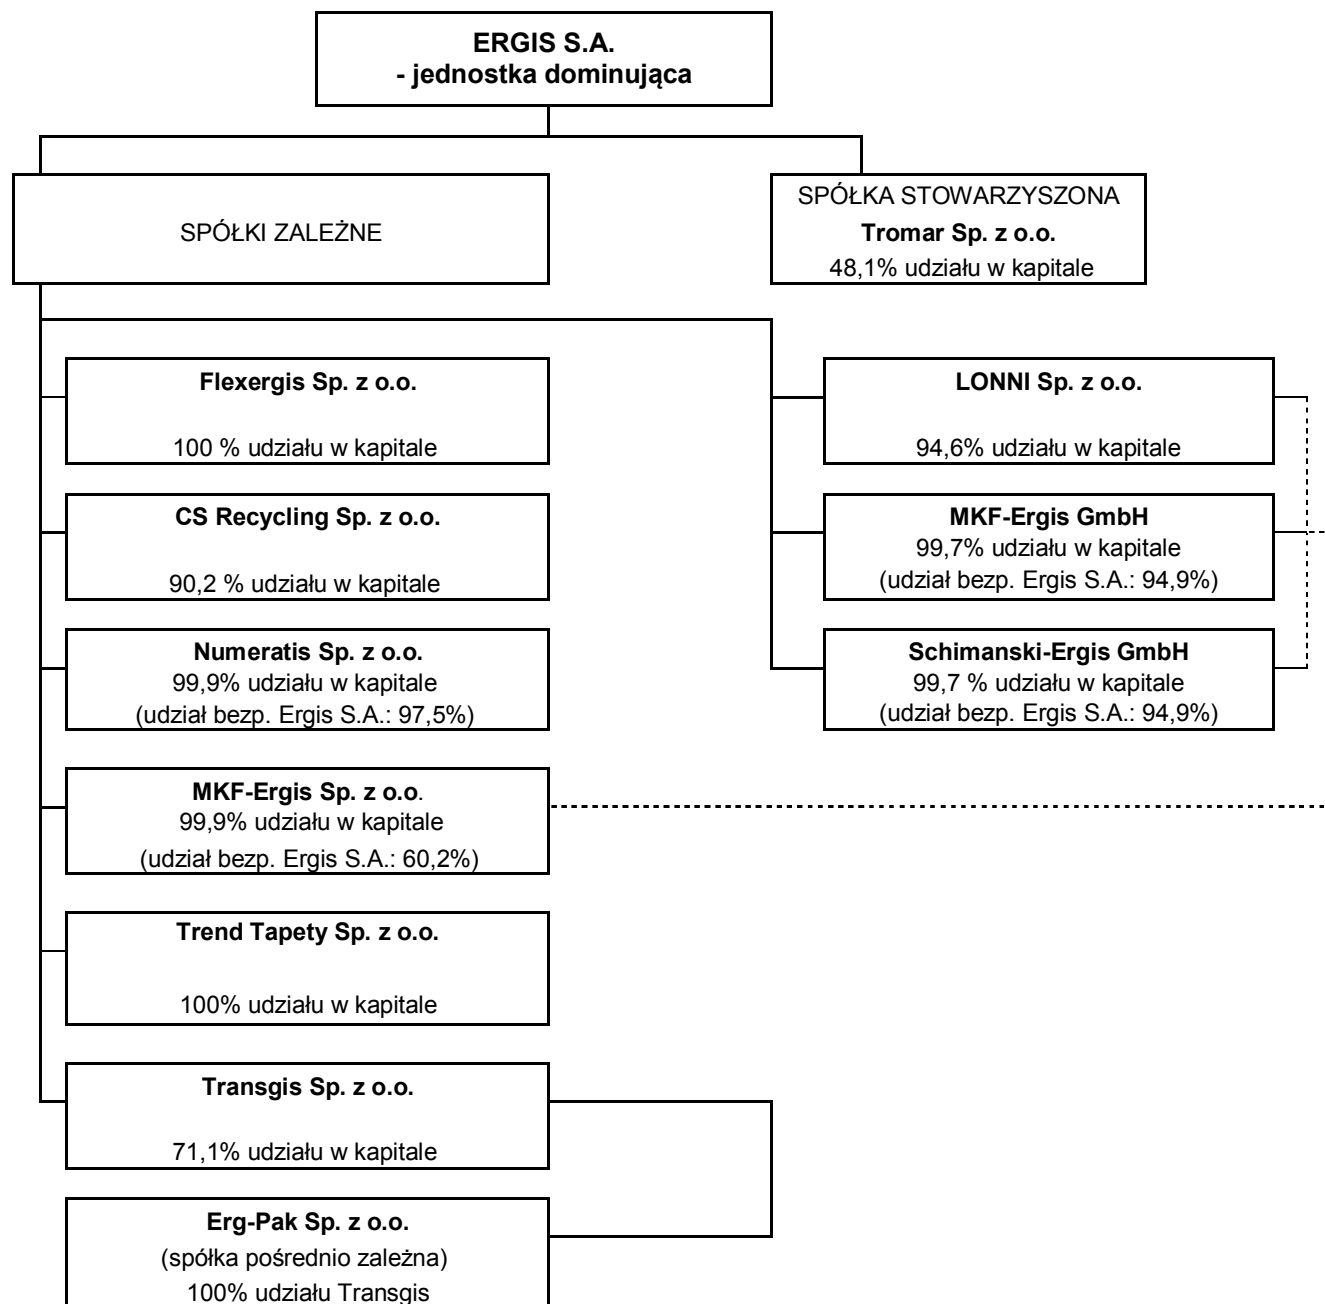 ERGIS S.A.
- jednostka dominująca
SPÓŁKI ZALEŻNE
SPÓŁKA STOWARZYSZONA
Tromar Sp. z o.o.
48,1% udziału w kapitale
Flexergis Sp. z o.o.
100 % udziału w kapitale
CS Recycling Sp. z o.o.
90,2 % udziału w kapitale
Numeratis Sp. z o.o.
99,9% udziału w kapitale
(udział bezp. Ergis S.A.: 97,5%)
MKF-Ergis Sp. z o.o.
99,9% udziału w kapitale
(udział bezp. Ergis S.A.: 60,2%)
Trend Tapety Sp. z o.o.
100% udziału w kapitale
Transgis Sp. z o.o.
71,1% udziału w kapitale
Erg-Pak Sp. z o.o.
(spółka pośrednio zależna)
100% udziału Transgis
LONNI Sp. z o.o.
94,6% udziału w kapitale
MKF-Ergis GmbH
99,7% udziału w kapitale
(udział bezp. Ergis S.A.: 94,9%)
Schimanski-Ergis GmbH
99,7 % udziału w kapitale
(udział bezp. Ergis S.A.: 94,9%)